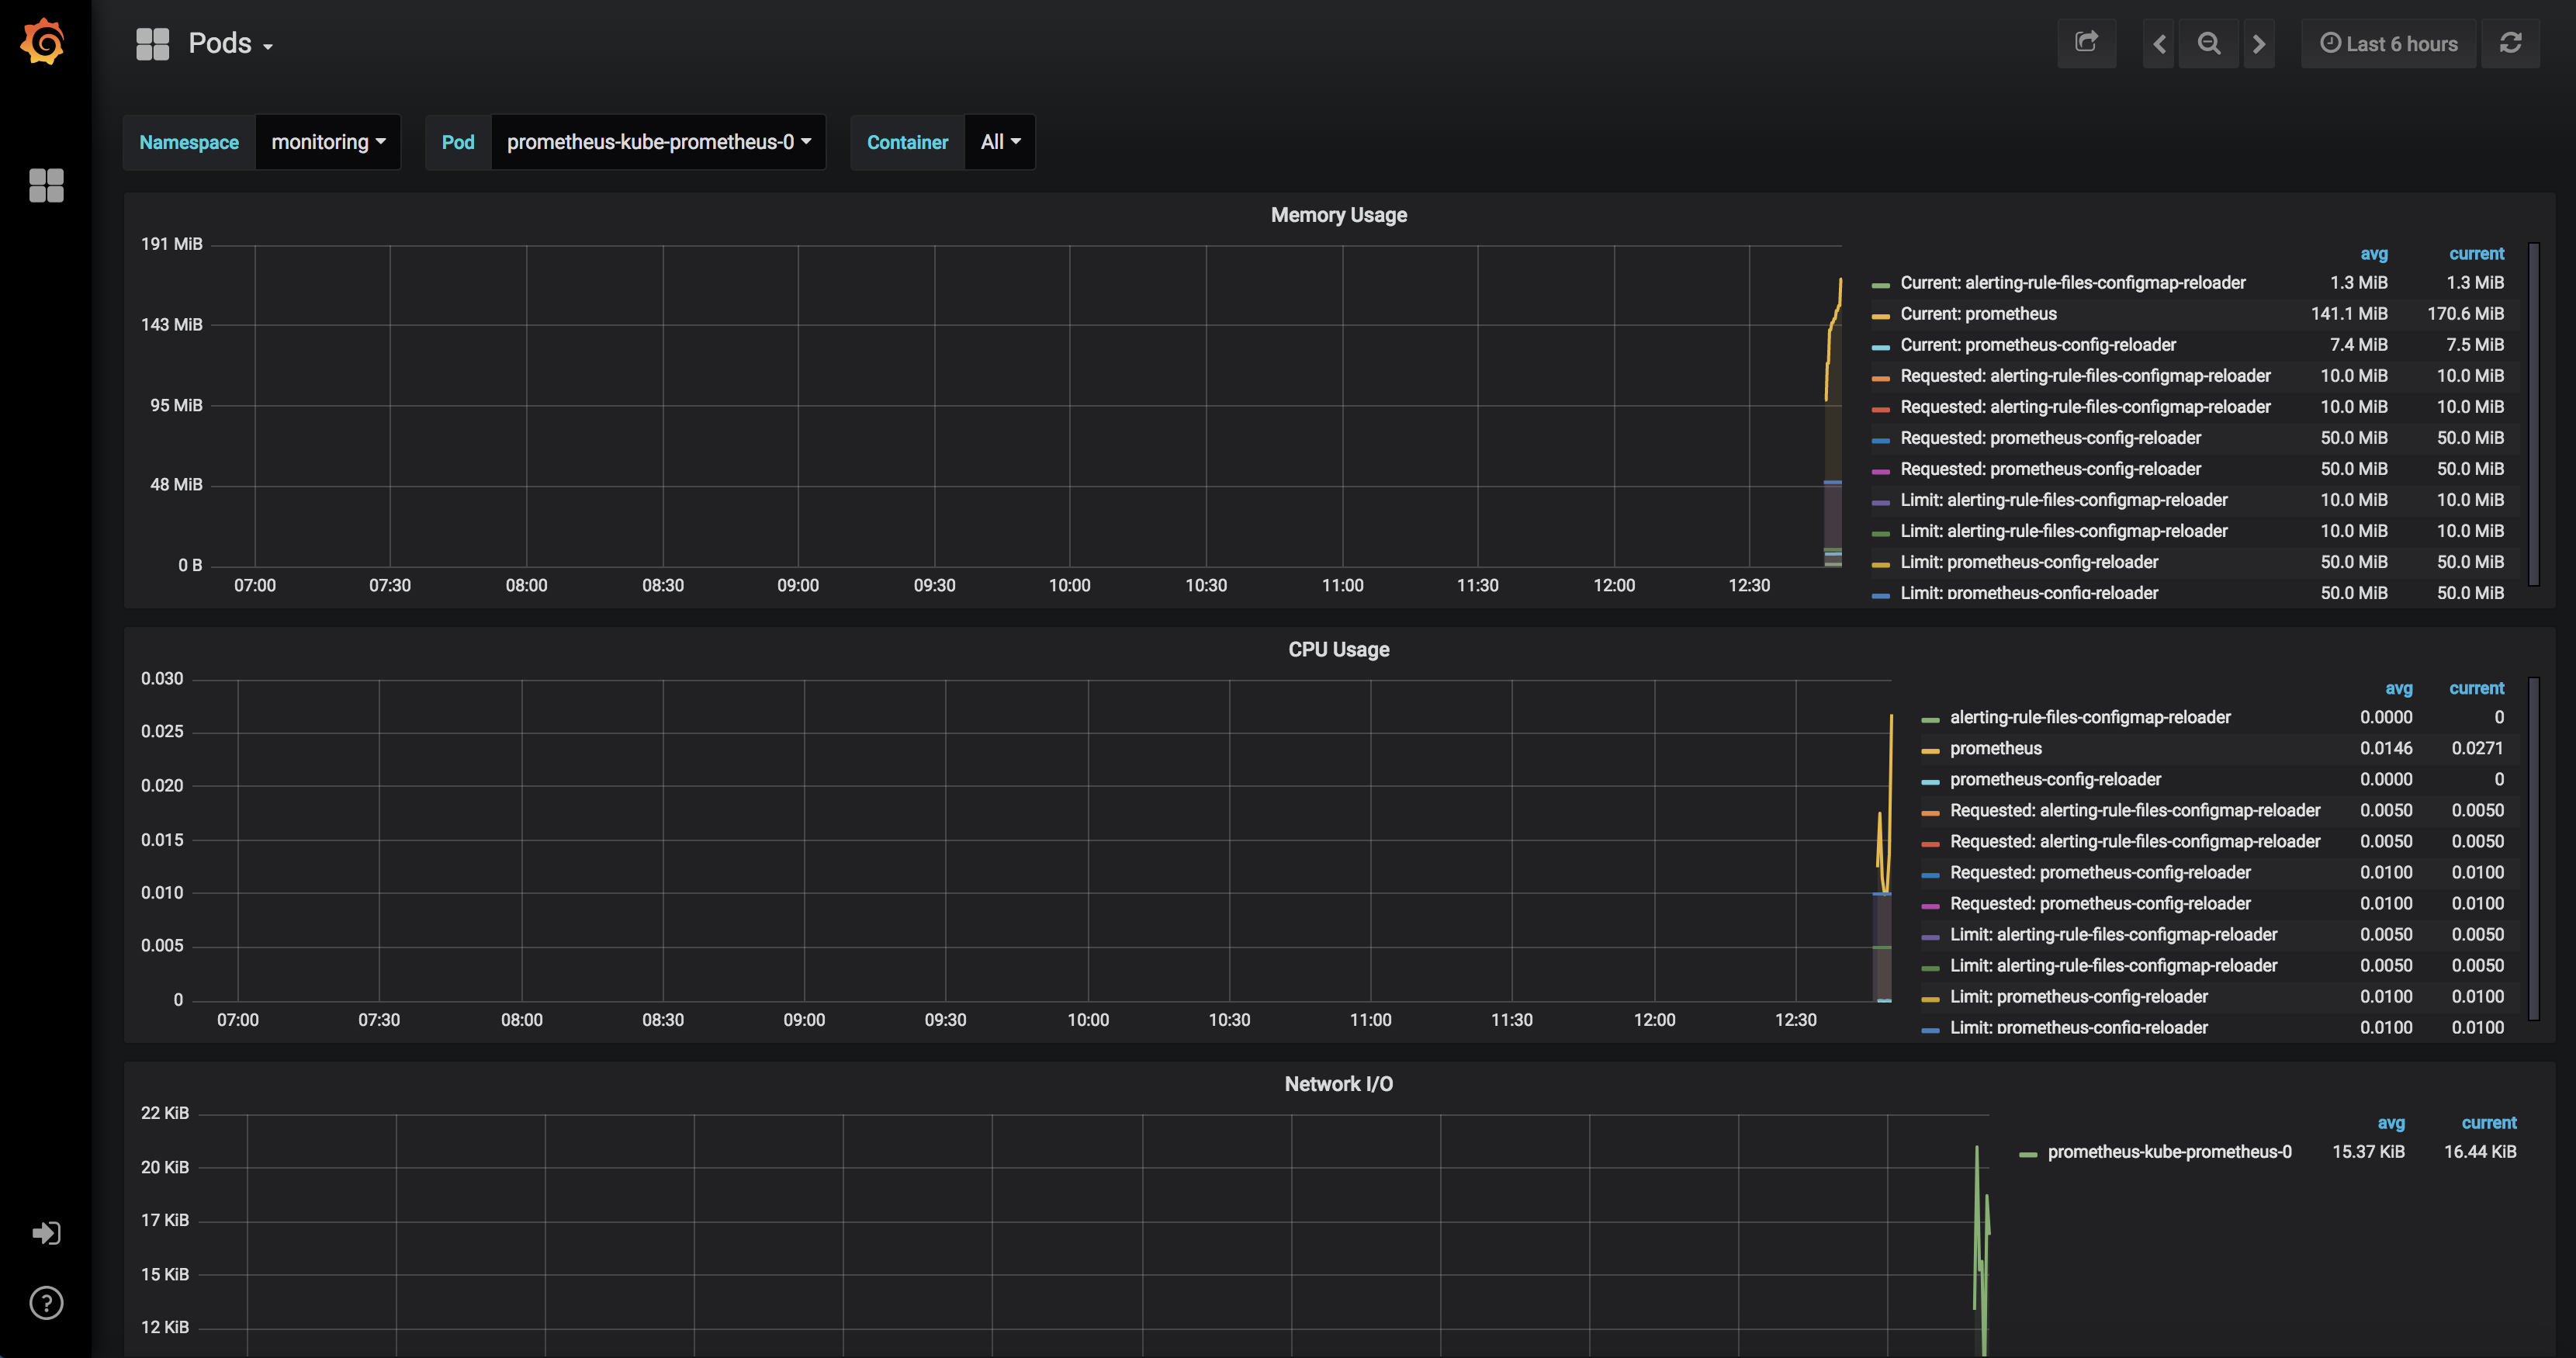 Pods
Last 6 hours
Namespace monitoring Pod prometheus-kube-prometheus-0 Container All
Memory Usage
191 MiB
143 MiB
95 MiB
48 MiB
0 B
07:00 07:30 08:00 08:30 09:00 09:30 10:00 10:30 11:00 11:30 12:00 12:30
avg current
Current: alerting-rule-files-configmap-reloader 1.3 MiB 1.3 MiB
Current: prometheus 141.1 MiB 170.6 MiB
Current: prometheus-config-reloader 7.4 MiB 7.5 MiB
Requested: alerting-rule-files-configmap-reloader 10.0 MiB 10.0 MiB
Requested: alerting-rule-files-configmap-reloader 10.0 MiB 10.0 MiB
Requested: prometheus-config-reloader 50.0 MiB 50.0 MiB
Requested: prometheus-config-reloader 50.0 MiB 50.0 MiB
Limit: alerting-rule-files-configmap-reloader 10.0 MiB 10.0 MiB
Limit: alerting-rule-files-configmap-reloader 10.0 MiB 10.0 MiB
Limit: prometheus-config-reloader 50.0 MiB 50.0 MiB
Limit: prometheus-config-reloader 50.0 MiB 50.0 MiB
CPU Usage
0.030
0.025
0.020
0.015
0.010
0.005
0
07:00 07:30 08:00 08:30 09:00 09:30 10:00 10:30 11:00 11:30 12:00 12:30
avg current
alerting-rule-files-configmap-reloader 0.0000 0
prometheus 0.0146 0.0271
prometheus-config-reloader 0.0000 0
Requested: alerting-rule-files-configmap-reloader 0.0050 0.0050
Requested: alerting-rule-files-configmap-reloader 0.0050 0.0050
Requested: prometheus-config-reloader 0.0100 0.0100
Requested: prometheus-config-reloader 0.0100 0.0100
Limit: alerting-rule-files-configmap-reloader 0.0050 0.0050
Limit: alerting-rule-files-configmap-reloader 0.0050 0.0050
Limit: prometheus-config-reloader 0.0100 0.0100
Limit: prometheus-config-reloader 0.0100 0.0100
Network I/O
22 KiB
20 KiB
17 KiB
15 KiB
12 KiB
avg current
prometheus-kube-prometheus-0 15.37 KiB 16.44 KiB